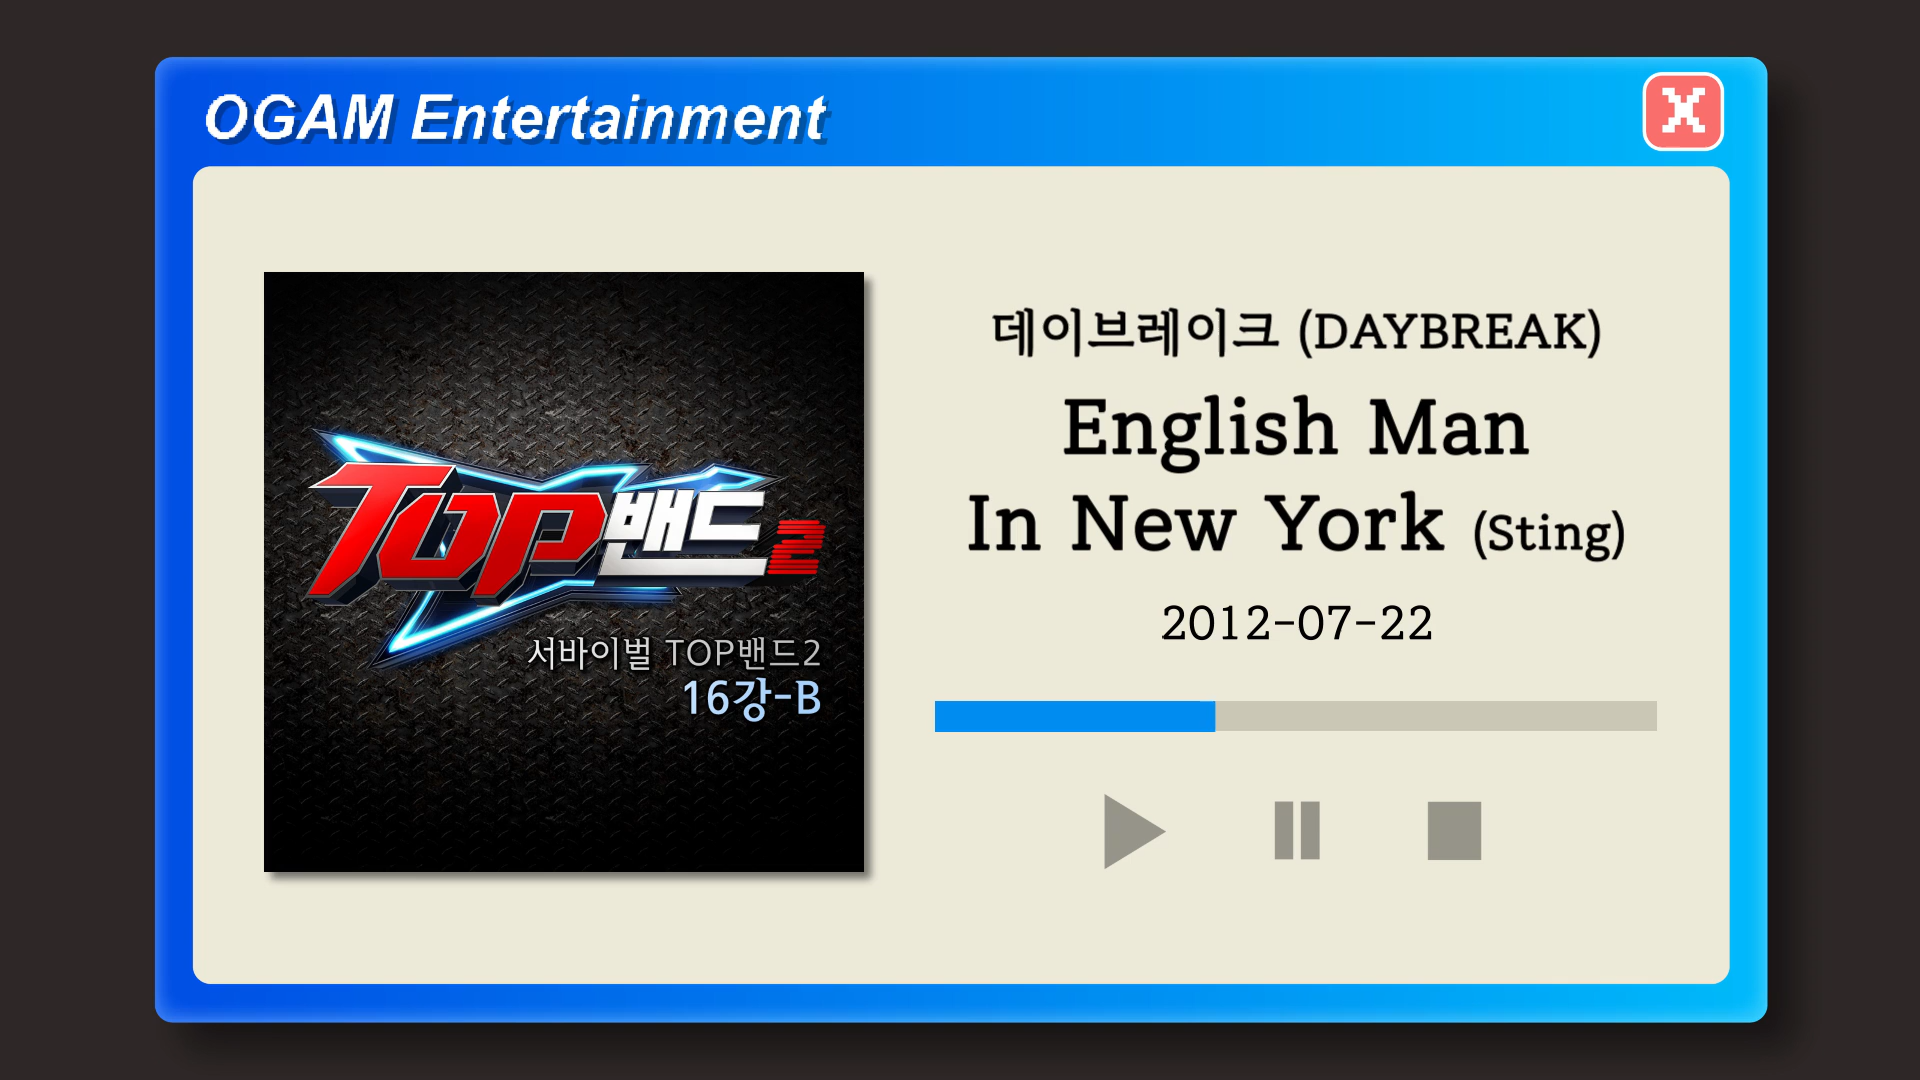 OGAM Entertainment
X
TOP밴드2
서바이벌 TOP밴드2
16강-B
데이브레이크 (DAYBREAK)
English Man
In New York (Sting)
2012-07-22